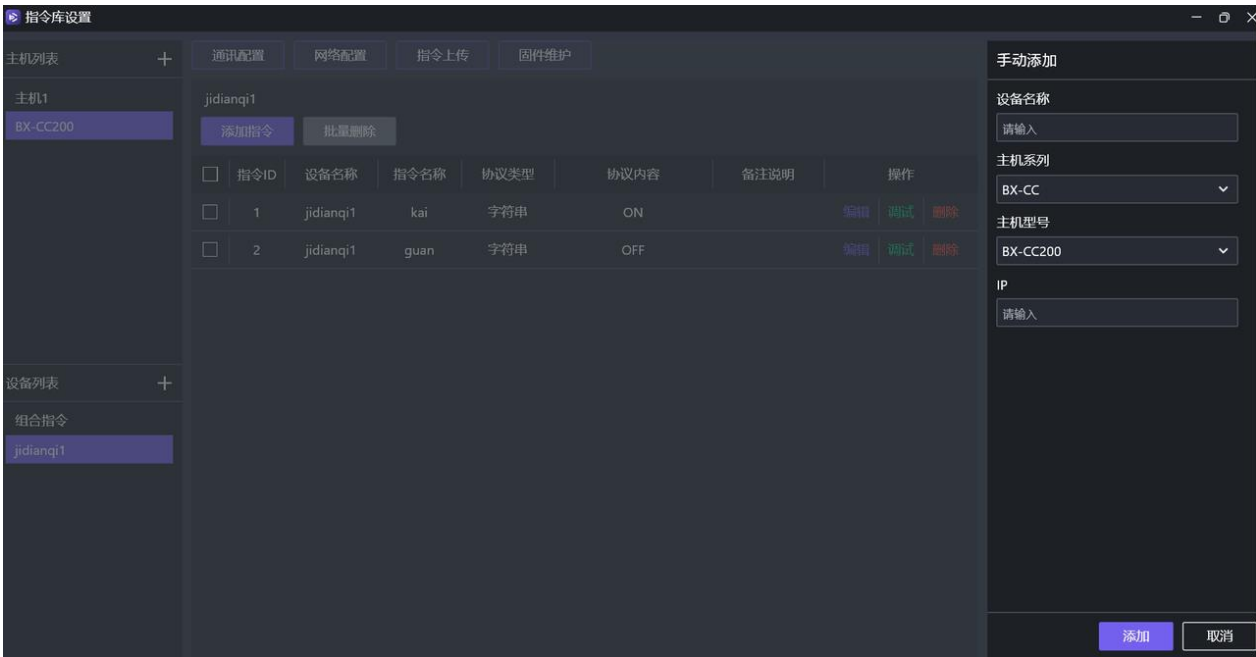 指令库设置
主机列表
主机1
BX-CC200
设备列表
组合指令
jidianqi1
通讯配置 网络配置 指令上传 固件维护
jidianqi1
添加指令 批量删除
指令ID 设备名称 指令名称 协议类型 协议内容 备注说明 操作
1 jidianqi1 kai 字符串 ON 编辑 调试 删除
2 jidianqi1 guan 字符串 OFF 编辑 调试 删除
手动添加
设备名称
请输入
主机系列
BX-CC
主机型号
BX-CC200
IP
请输入
添加 取消